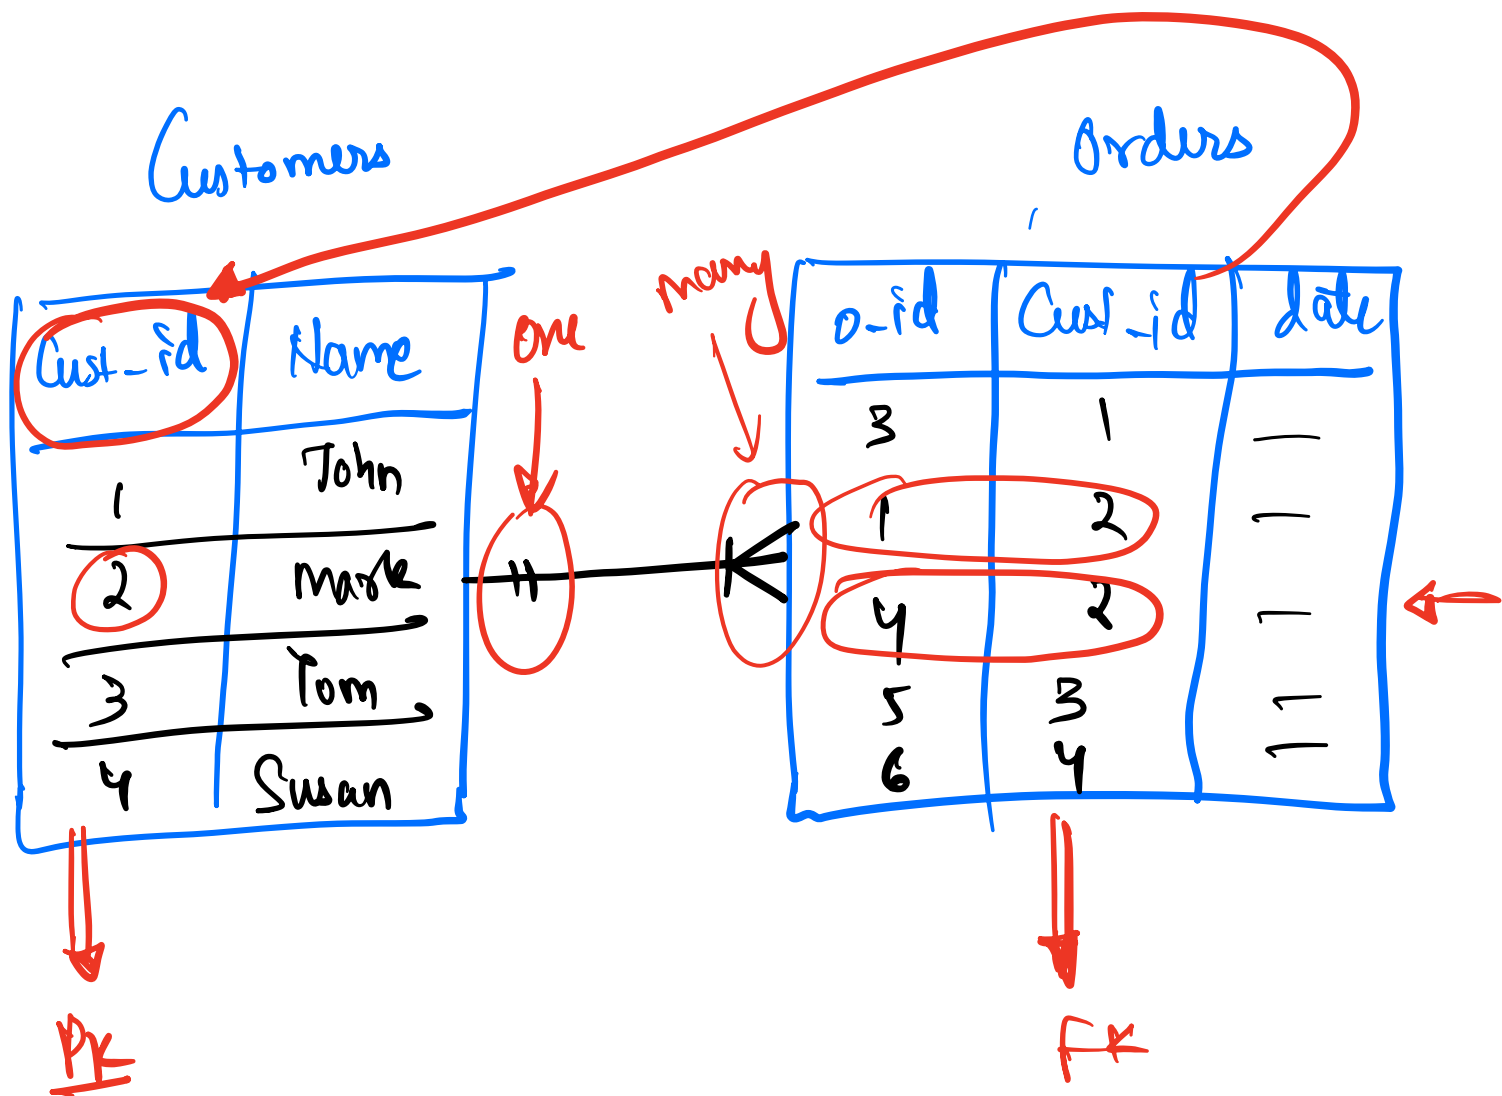 Customers
Orders
many
one
Cust_id Name
1 John
2 Mark
3 Tom
4 Susan
o_id Cust_id date
3 1 —
1 2 —
4 2 —
5 3 —
6 4 —
PK
FK